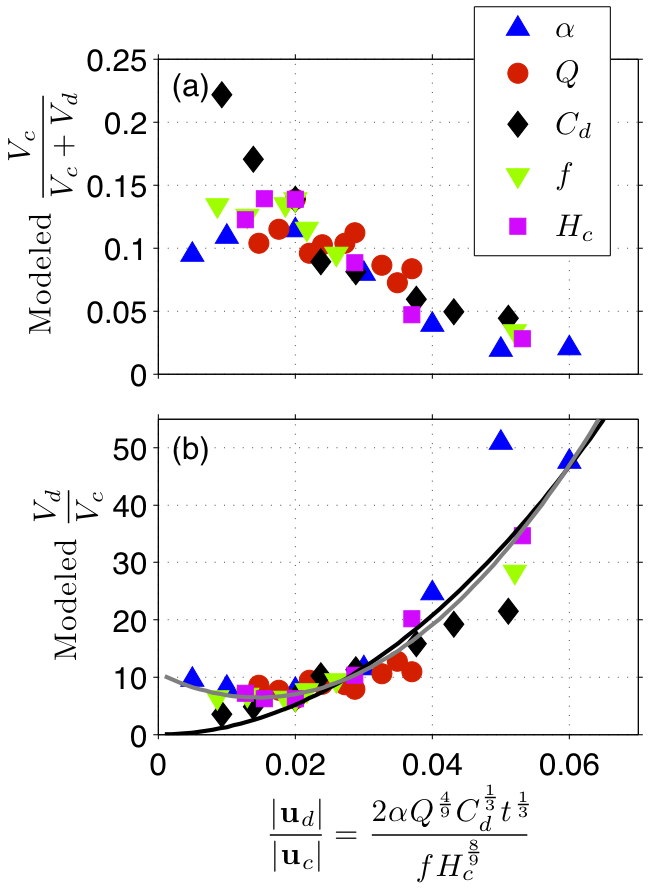 α
Q
C_d
f
H_c
0.25
0.2
0.15
0.1
0.05
0
(a)
Modeled V_c / (V_c + V_d)
50
40
30
20
10
0
(b)
Modeled V_d / V_c
0 0.02 0.04 0.06
|u_d| / |u_c| = 2αQ^{4/9} C_d^{1/3} t^{1/3} / f H_c^{8/9}